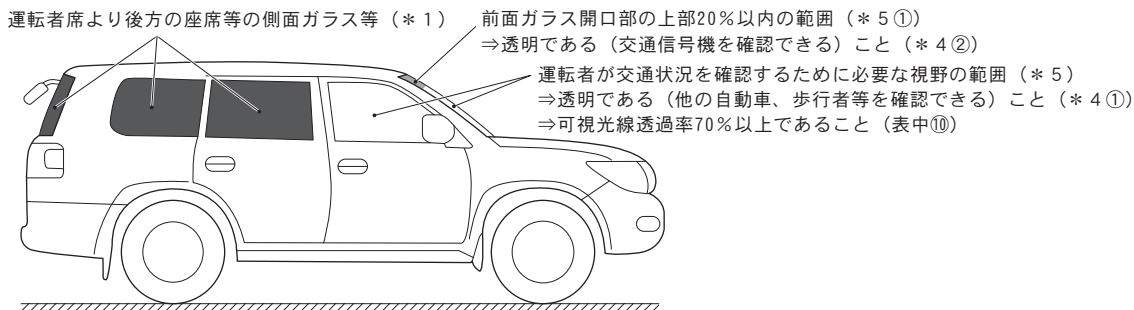 運転者席より後方の座席等の側面ガラス等(＊1)
前面ガラス開口部の上部20％以内の範囲(＊5①)
⇒透明である(交通信号機を確認できる)こと(＊4②)
運転者が交通状況を確認するために必要な視野の範囲(＊5)
⇒透明である(他の自動車、歩行者等を確認できる)こと(＊4①)
⇒可視光線透過率70％以上であること(表中⑩)